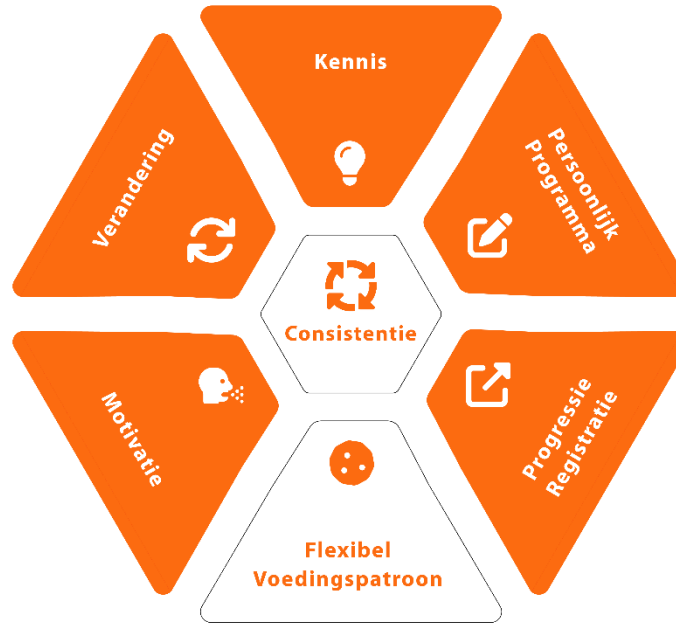 Kennis
Persoonlijk
Programma
Progressie
Registratie
Flexibel
Voedingspatroon
Motivatie
Verandering
Consistentie